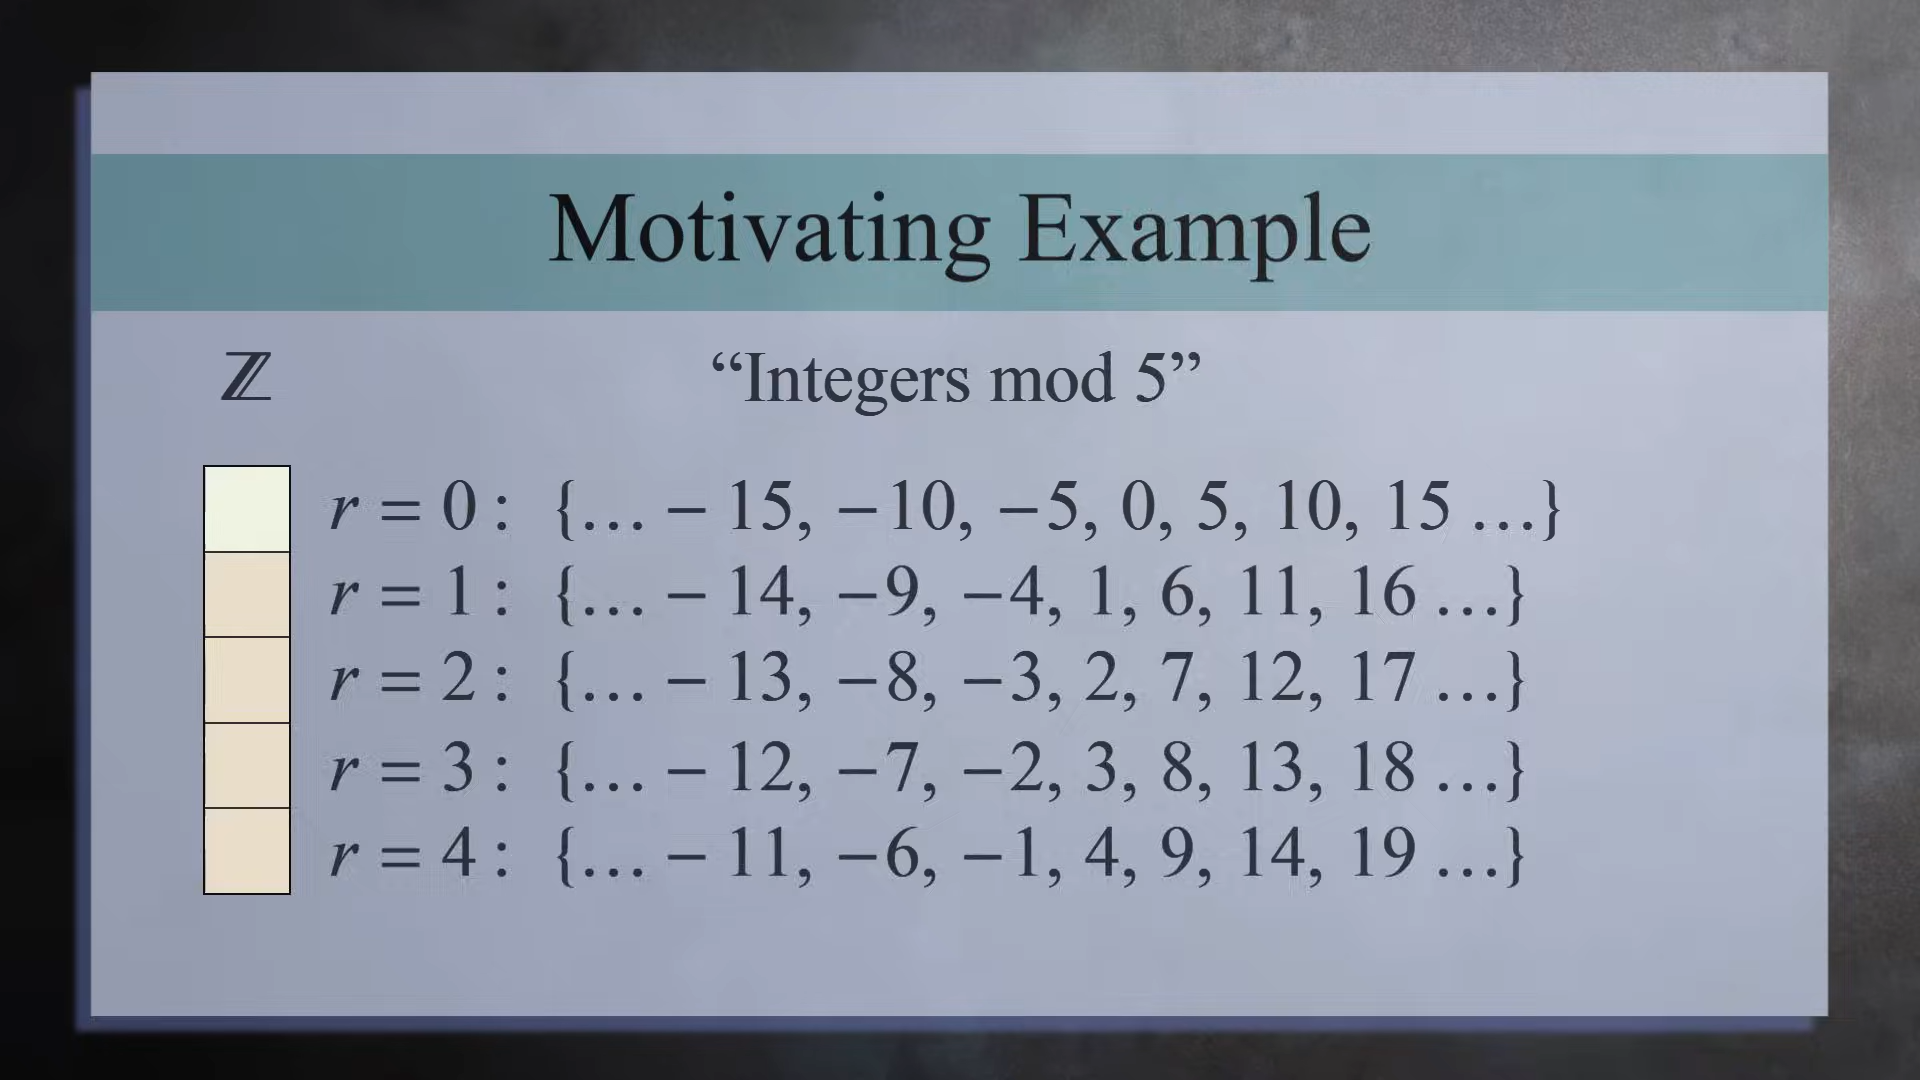 Motivating Example
ℤ “Integers mod 5”
r = 0 : {… − 15, −10, −5, 0, 5, 10, 15 …}
r = 1 : {… − 14, −9, −4, 1, 6, 11, 16 …}
r = 2 : {… − 13, −8, −3, 2, 7, 12, 17 …}
r = 3 : {… − 12, −7, −2, 3, 8, 13, 18 …}
r = 4 : {… − 11, −6, −1, 4, 9, 14, 19 …}